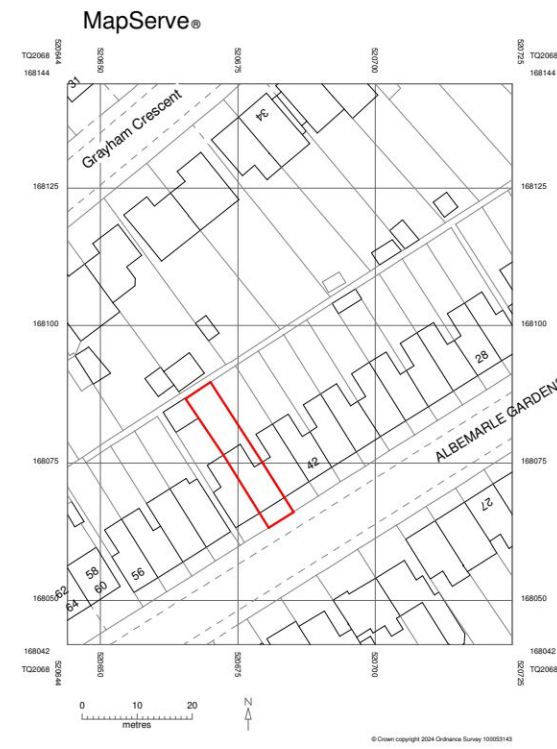 MapServe®
520644
520650
520675
520700
520725
TQ2068
168144
TQ2068
168144
31
Grayham Crescent
34
168125
168125
168100
168100
28
ALBEMARLE GARDENS
42
168075
168075
27
58
56
60
62
64
168050
168050
168042
TQ2068
168042
TQ2068
520644
520650
520675
520700
520725
0 10 20
metres
N
© Crown copyright 2024 Ordnance Survey 100053143